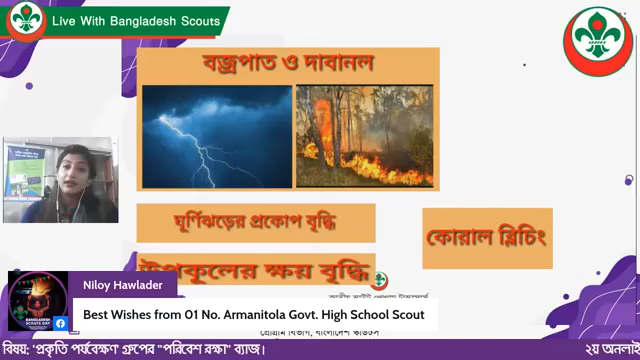 Live With Bangladesh Scouts
বজ্রপাত ও দাবানল
ঘূর্ণিঝড়ের প্রকোপ বৃদ্ধি
কোরাল ব্লিচিং
উপকূলের ক্ষয় বৃদ্ধি
Niloy Hawlader
Best Wishes from 01 No. Armanitola Govt. High School Scout
প্রোগ্রাম বিভাগ, বাংলাদেশ স্কাউটস
বিষয়: "প্রকৃতি পর্যবেক্ষণ" গ্রুপের "পরিবেশ রক্ষা" ব্যাজ।
২য় অনলাই